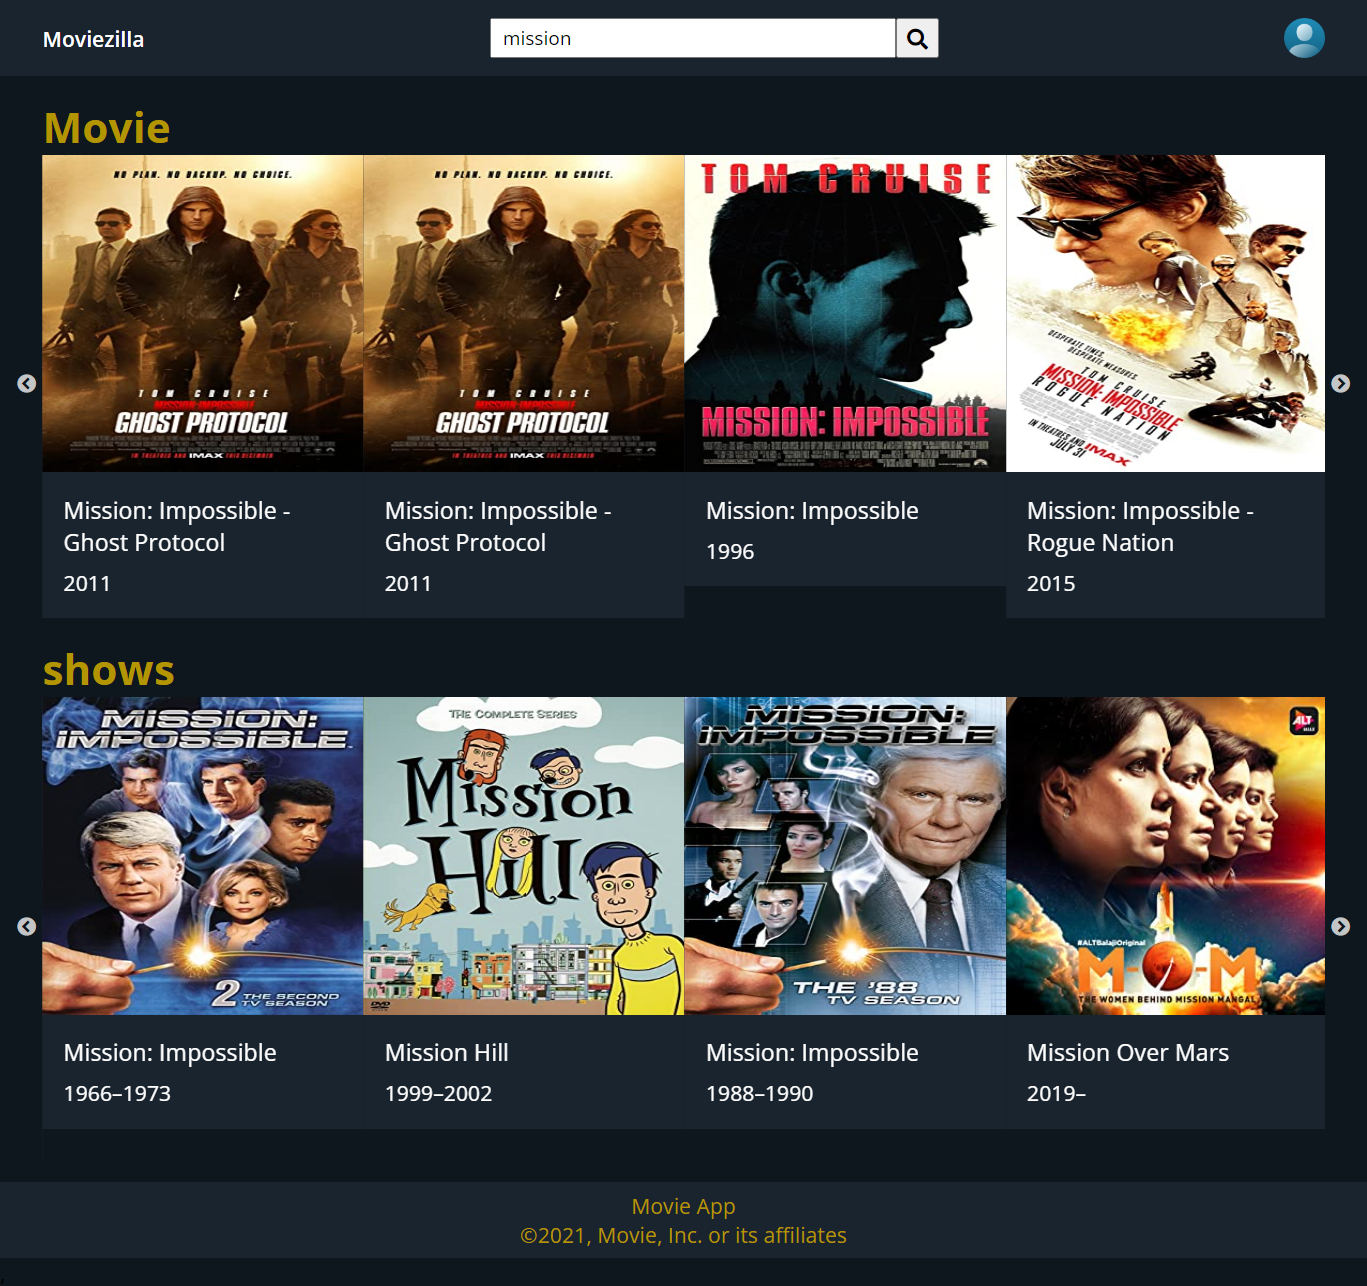 Moviezilla
mission
Movie
NO PLAN. NO BACKUP. NO CHOICE.
TOM CRUISE
MISSION: IMPOSSIBLE
GHOST PROTOCOL
IN THEATRES AND IMAX THIS DECEMBER
Mission: Impossible -
Ghost Protocol
2011
NO PLAN. NO BACKUP. NO CHOICE.
TOM CRUISE
MISSION: IMPOSSIBLE
GHOST PROTOCOL
IN THEATRES AND IMAX THIS DECEMBER
Mission: Impossible -
Ghost Protocol
2011
TOM CRUISE
MISSION: IMPOSSIBLE
Mission: Impossible
1996
DESPERATE TIMES.
DESPERATE MEASURES.
TOM CRUISE
MISSION: IMPOSSIBLE
ROGUE NATION
IN THEATRES AND IMAX
JULY 31
Mission: Impossible -
Rogue Nation
2015
shows
MISSION:
IMPOSSIBLE
2 THE SECOND
TV SEASON
Mission: Impossible
1966–1973
THE COMPLETE SERIES
Mission
Hill
DVD
Mission Hill
1999–2002
MISSION:
IMPOSSIBLE
THE '88
TV SEASON
Mission: Impossible
1988–1990
ALT
#ALTBalajiOriginal
M-O-M
THE WOMEN BEHIND MISSION MANGAL
Mission Over Mars
2019–
Movie App
©2021, Movie, Inc. or its affiliates